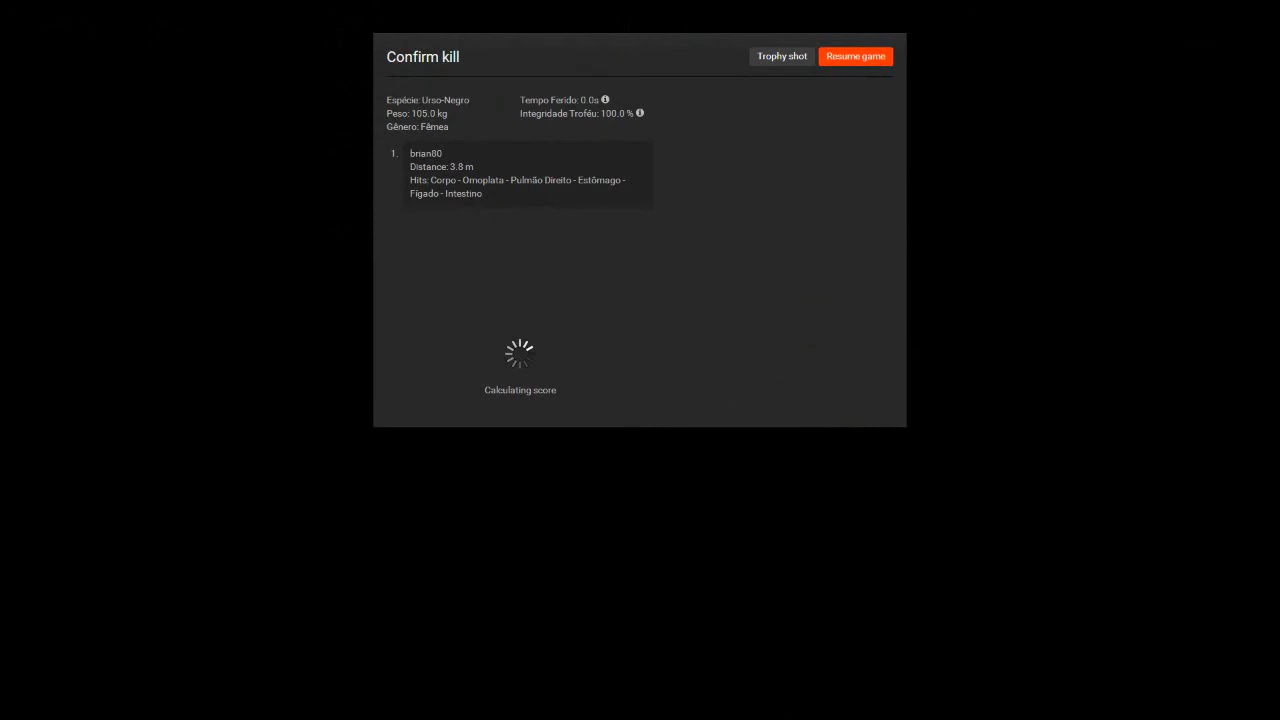 Confirm kill
Trophy shot
Resume game
Espécie: Urso-Negro
Peso: 105.0 kg
Gênero: Fêmea
Tempo Ferido: 0.0s
Integridade Troféu: 100.0 %
1. brian80
Distance: 3.8 m
Hits: Corpo - Omoplata - Pulmão Direito - Estômago -
Fígado - Intestino
Calculating score